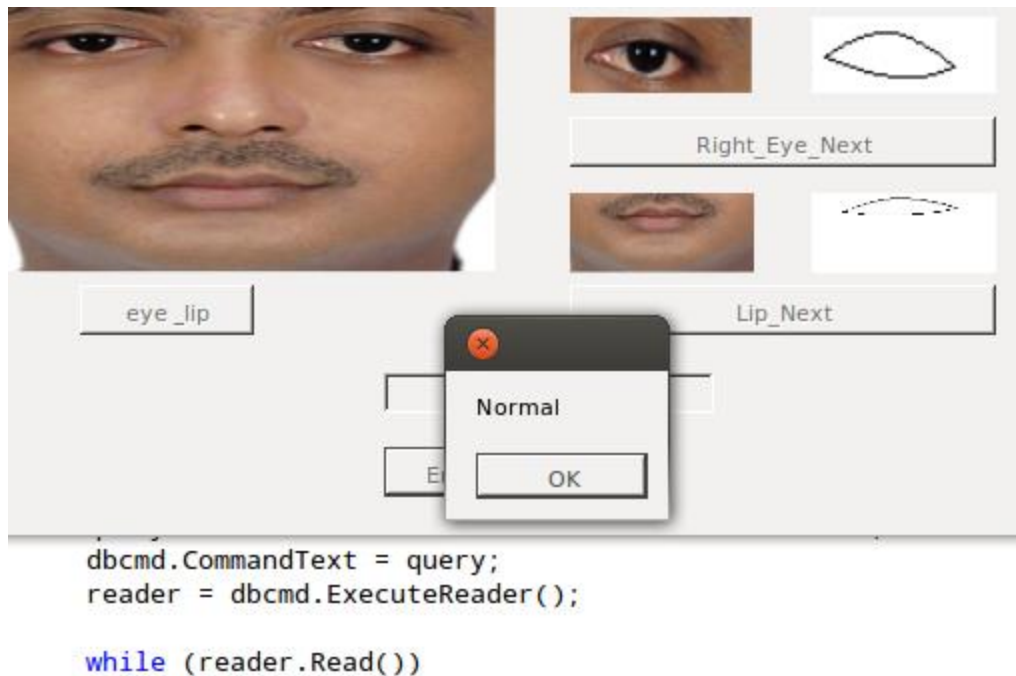 Right_Eye_Next
eye _lip
Lip_Next
Normal
OK
dbcmd.CommandText = query;
reader = dbcmd.ExecuteReader();
while (reader.Read())